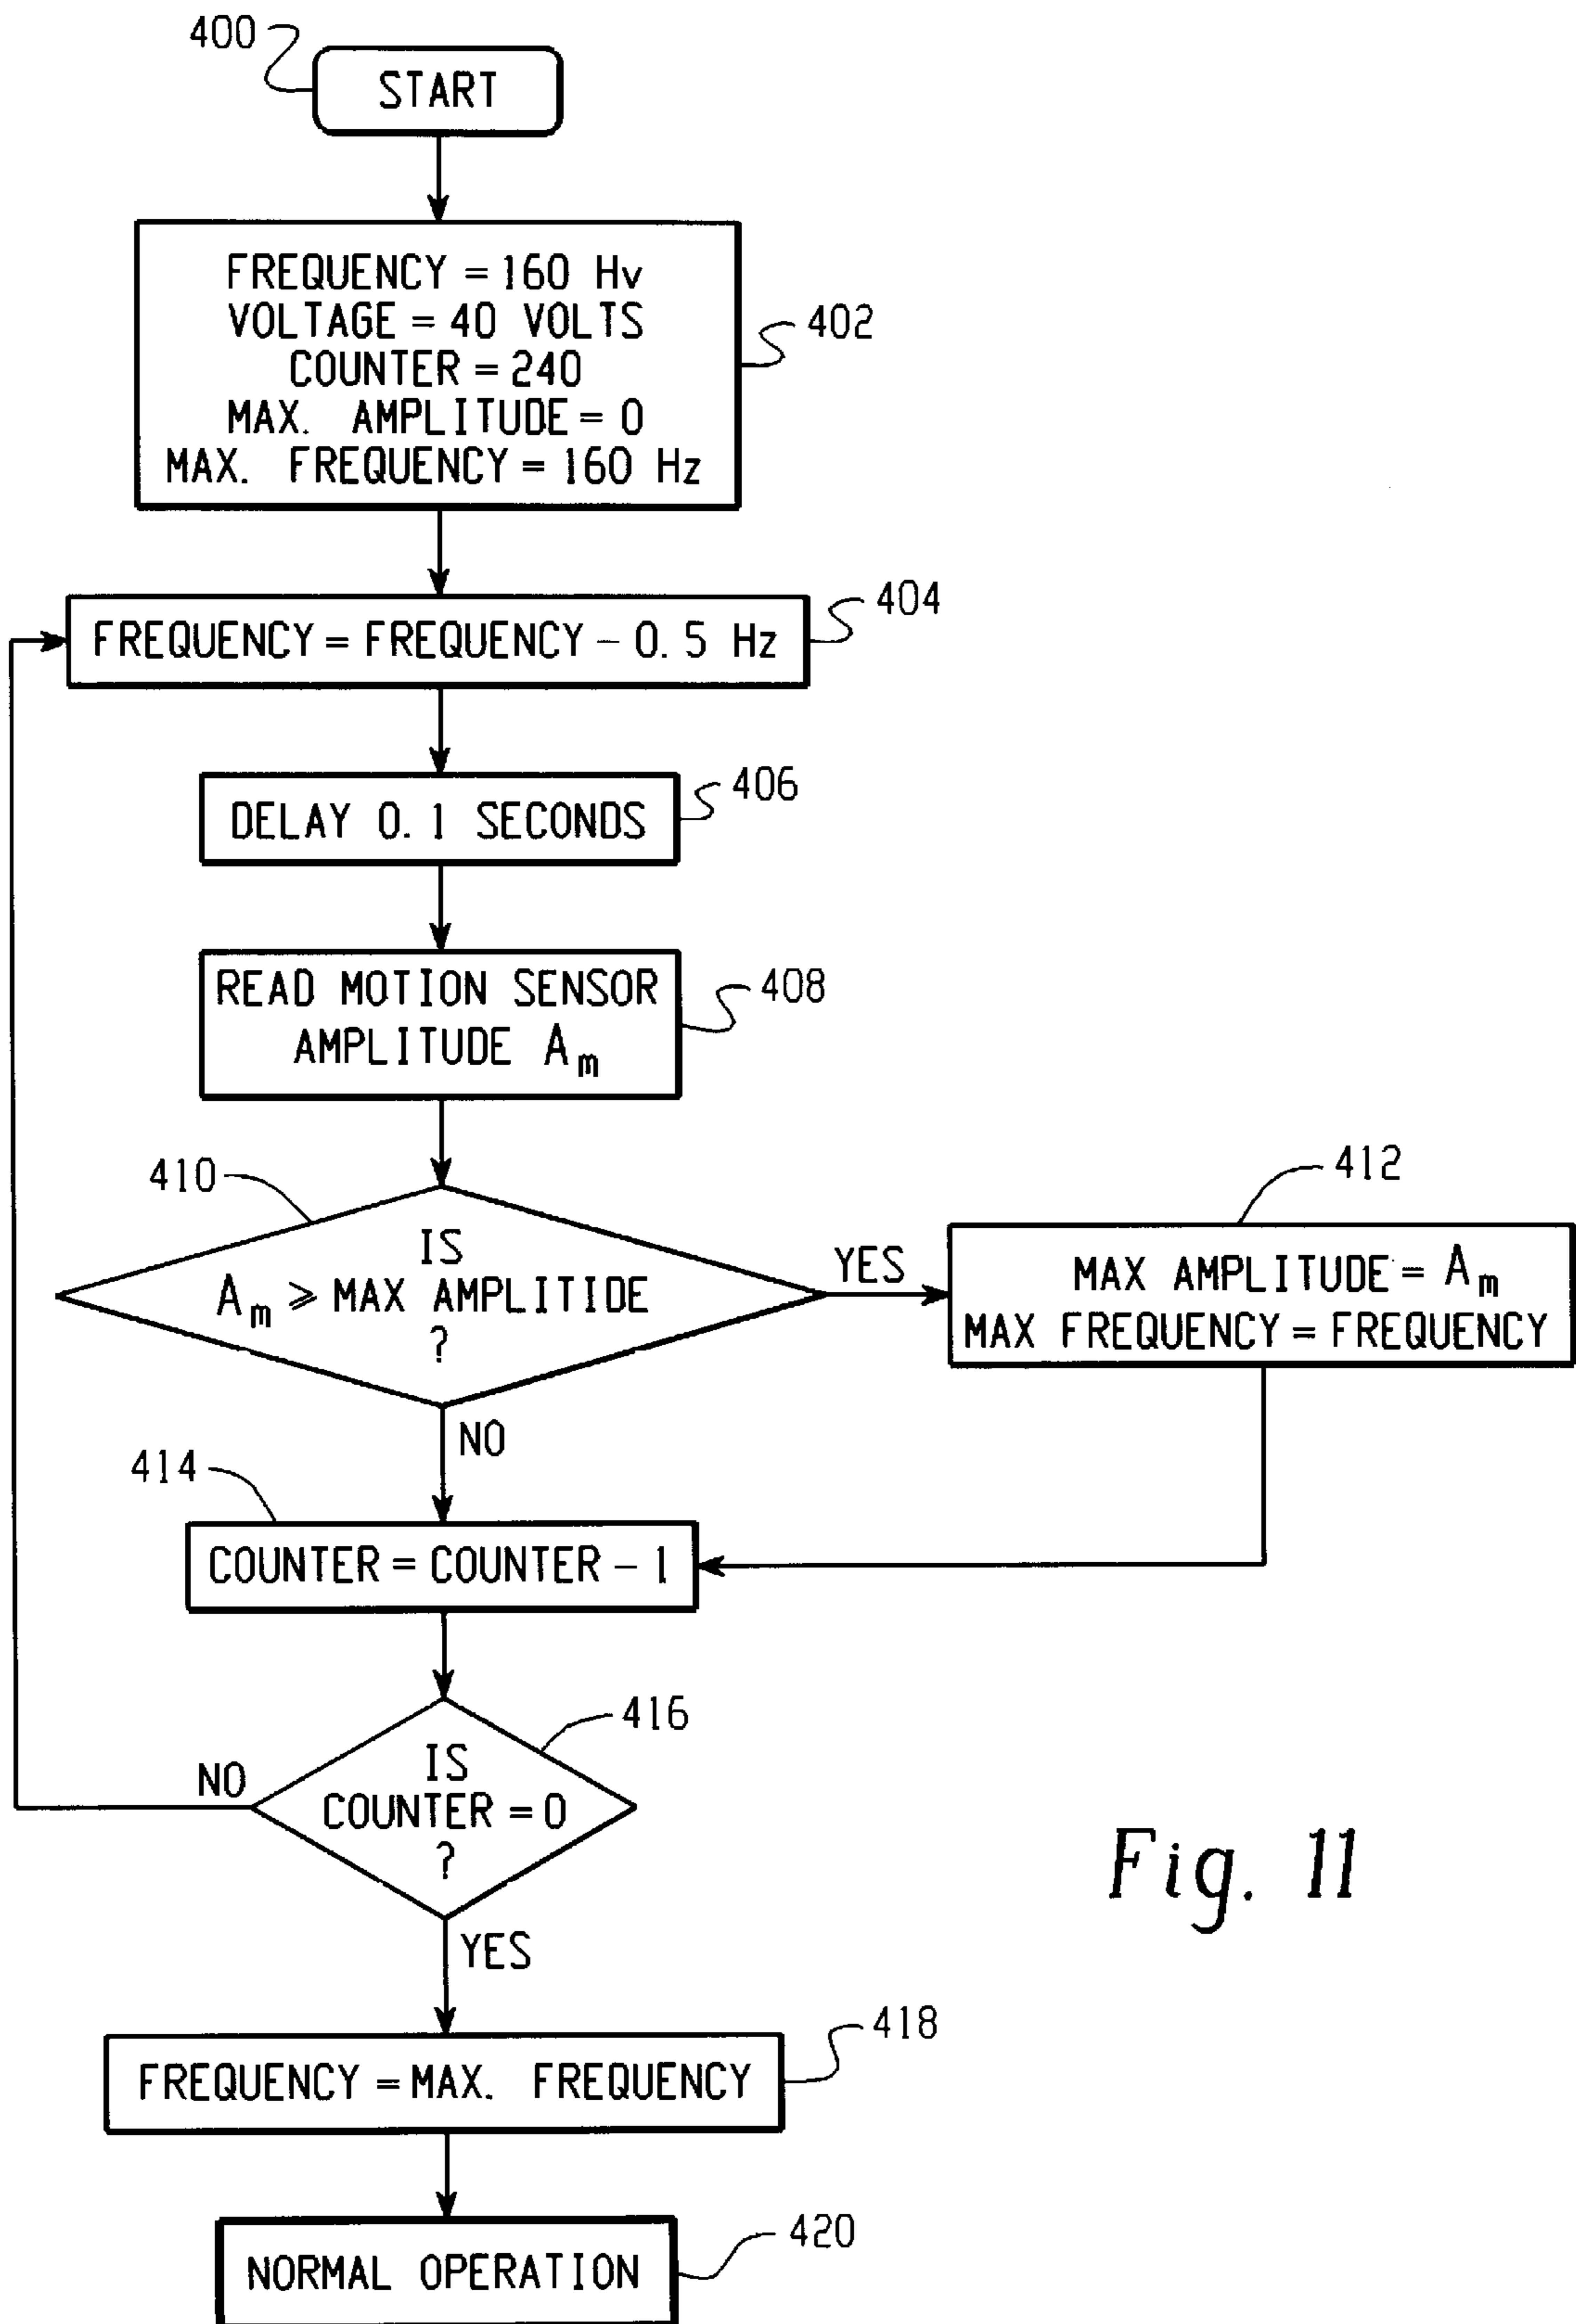 400
START
FREQUENCY = 160 Hv
VOLTAGE = 40 VOLTS
COUNTER = 240
MAX. AMPLITUDE = 0
MAX. FREQUENCY = 160 Hz
402
FREQUENCY = FREQUENCY - 0.5 Hz
404
DELAY 0.1 SECONDS
406
READ MOTION SENSOR
AMPLITUDE Am
408
410
IS
Am ⩾ MAX AMPLITIDE
?
YES
412
MAX AMPLITUDE = Am
MAX FREQUENCY = FREQUENCY
NO
414
COUNTER = COUNTER - 1
416
IS
COUNTER = 0
?
NO
YES
Fig. 11
FREQUENCY = MAX. FREQUENCY
418
NORMAL OPERATION
420